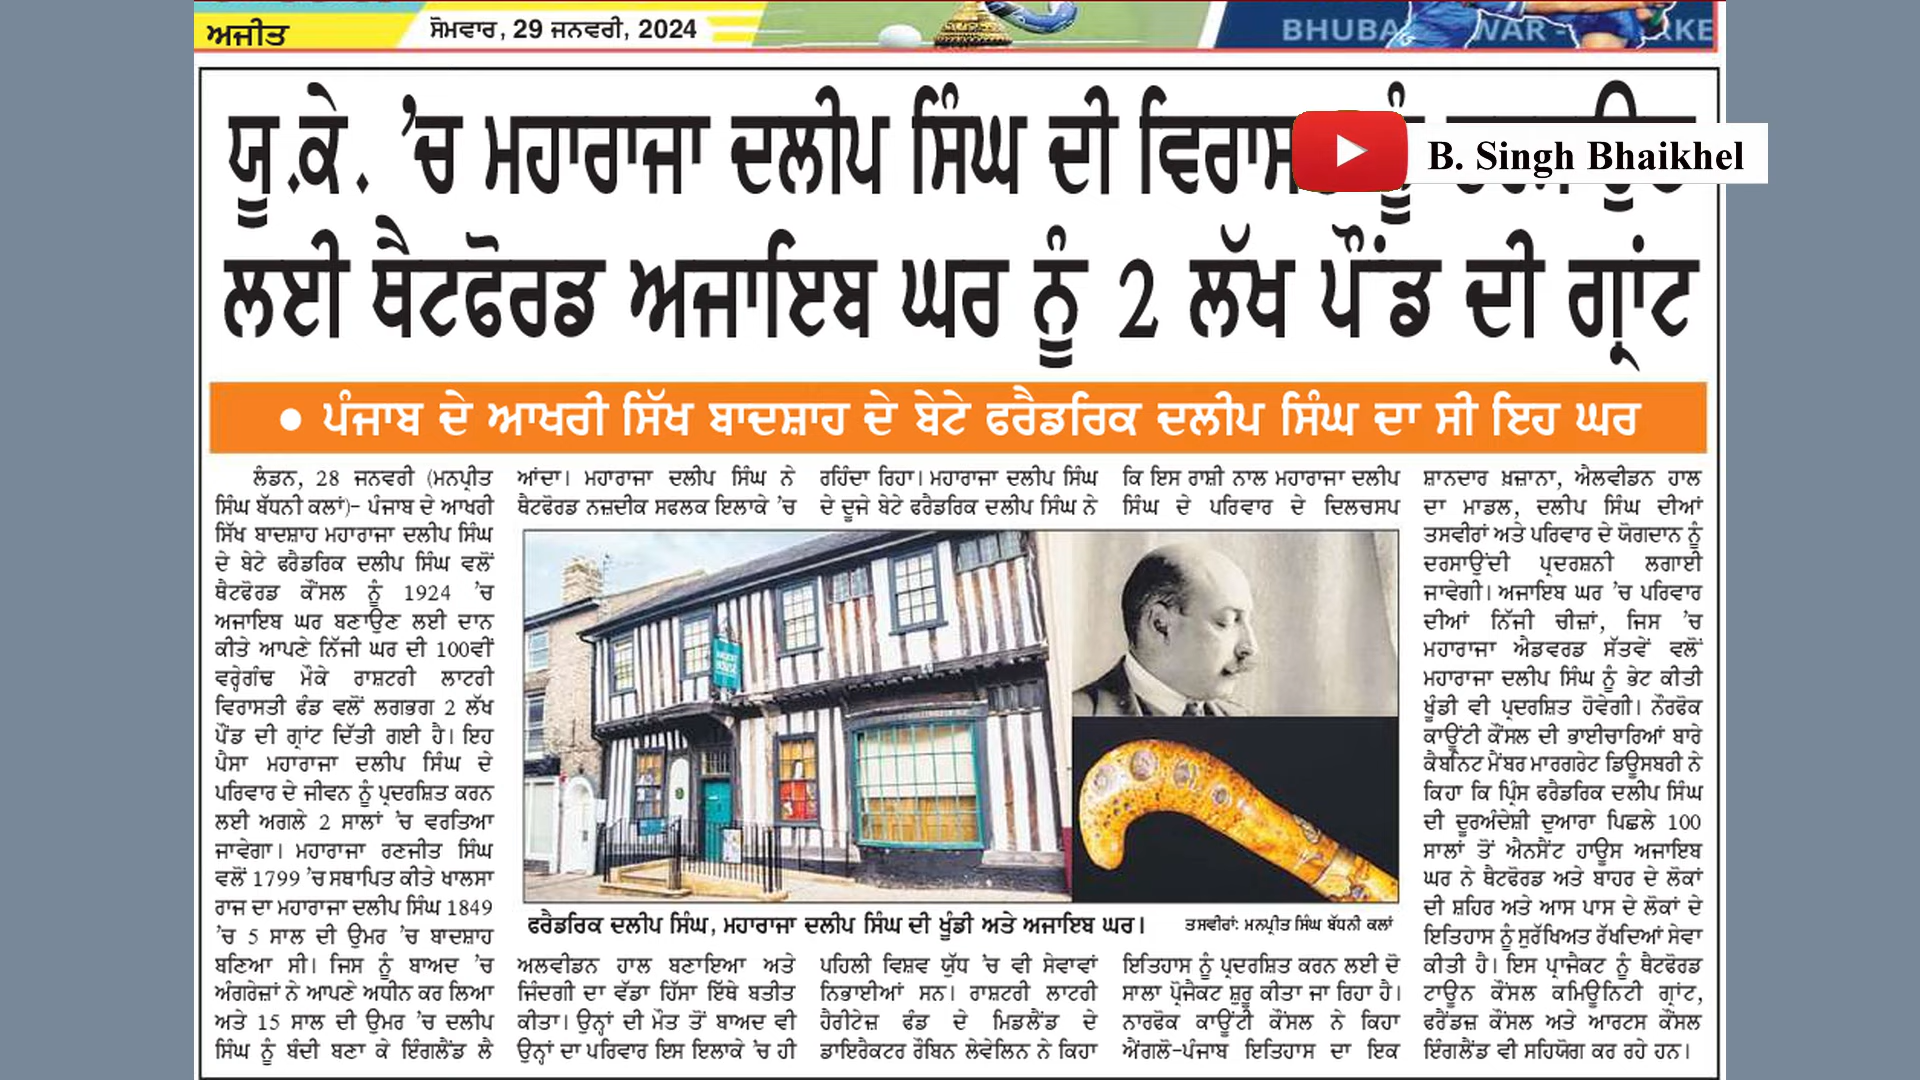 ਅਜੀਤ
ਸੋਮਵਾਰ, 29 ਜਨਵਰੀ, 2024
ਯੂ.ਕੇ. 'ਚ ਮਹਾਰਾਜਾ ਦਲੀਪ ਸਿੰਘ ਦੀ
B. Singh Bhaikhel
ਲਈ ਥੈਟਫੋਰਡ ਅਜਾਇਬ ਘਰ ਨੂੰ 2 ਲੱਖ ਪੌਂਡ ਦੀ ਗ੍ਰਾਂਟ
• ਪੰਜਾਬ ਦੇ ਆਖਰੀ ਸਿੱਖ ਬਾਦਸ਼ਾਹ ਦੇ ਬੇਟੇ ਫਰੈਡਰਿਕ ਦਲੀਪ ਸਿੰਘ ਦਾ ਸੀ ਇਹ ਘਰ
ਲੰਡਨ, 28 ਜਨਵਰੀ (ਮਨਪ੍ਰੀਤ
ਸਿੰਘ ਬੱਧਨੀ ਕਲਾਂ)- ਪੰਜਾਬ ਦੇ ਆਖਰੀ
ਸਿੱਖ ਬਾਦਸ਼ਾਹ ਮਹਾਰਾਜਾ ਦਲੀਪ ਸਿੰਘ
ਦੇ ਬੇਟੇ ਫਰੈਡਰਿਕ ਦਲੀਪ ਸਿੰਘ ਵਲੋਂ
ਥੈਟਫੋਰਡ ਕੌਂਸਲ ਨੂੰ 1924 'ਚ
ਅਜਾਇਬ ਘਰ ਬਣਾਉਣ ਲਈ ਦਾਨ
ਕੀਤੇ ਆਪਣੇ ਨਿੱਜੀ ਘਰ ਦੀ 100ਵੀਂ
ਵਰ੍ਹੇਗੰਢ ਮੌਕੇ ਰਾਸ਼ਟਰੀ ਲਾਟਰੀ
ਵਿਰਾਸਤੀ ਫੰਡ ਵਲੋਂ ਲਗਭਗ 2 ਲੱਖ
ਪੌਂਡ ਦੀ ਗ੍ਰਾਂਟ ਦਿੱਤੀ ਗਈ ਹੈ। ਇਹ
ਪੈਸਾ ਮਹਾਰਾਜਾ ਦਲੀਪ ਸਿੰਘ ਦੇ
ਪਰਿਵਾਰ ਦੇ ਜੀਵਨ ਨੂੰ ਪ੍ਰਦਰਸ਼ਿਤ ਕਰਨ
ਲਈ ਅਗਲੇ 2 ਸਾਲਾਂ 'ਚ ਵਰਤਿਆ
ਜਾਵੇਗਾ। ਮਹਾਰਾਜਾ ਰਣਜੀਤ ਸਿੰਘ
ਵਲੋਂ 1799 'ਚ ਸਥਾਪਿਤ ਕੀਤੇ ਖਾਲਸਾ
ਰਾਜ ਦਾ ਮਹਾਰਾਜਾ ਦਲੀਪ ਸਿੰਘ 1849
'ਚ 5 ਸਾਲ ਦੀ ਉਮਰ 'ਚ ਬਾਦਸ਼ਾਹ
ਬਣਿਆ ਸੀ। ਜਿਸ ਨੂੰ ਬਾਅਦ 'ਚ
ਅੰਗਰੇਜ਼ਾਂ ਨੇ ਆਪਣੇ ਅਧੀਨ ਕਰ ਲਿਆ
ਅਤੇ 15 ਸਾਲ ਦੀ ਉਮਰ 'ਚ ਦਲੀਪ
ਸਿੰਘ ਨੂੰ ਬੰਦੀ ਬਣਾ ਕੇ ਇੰਗਲੈਂਡ ਲੈ
ਆਂਦਾ। ਮਹਾਰਾਜਾ ਦਲੀਪ ਸਿੰਘ ਨੇ
ਥੈਟਫੋਰਡ ਨਜ਼ਦੀਕ ਸਫਲਕ ਇਲਾਕੇ 'ਚ
ਅਲਵੀਡਨ ਹਾਲ ਬਣਾਇਆ ਅਤੇ
ਜਿੰਦਗੀ ਦਾ ਵੱਡਾ ਹਿੱਸਾ ਇੱਥੇ ਬਤੀਤ
ਕੀਤਾ। ਉਨ੍ਹਾਂ ਦੀ ਮੌਤ ਤੋਂ ਬਾਅਦ ਵੀ
ਉਨ੍ਹਾਂ ਦਾ ਪਰਿਵਾਰ ਇਸ ਇਲਾਕੇ 'ਚ ਹੀ
ਰਹਿੰਦਾ ਰਿਹਾ। ਮਹਾਰਾਜਾ ਦਲੀਪ ਸਿੰਘ
ਦੇ ਦੂਜੇ ਬੇਟੇ ਫਰੈਡਰਿਕ ਦਲੀਪ ਸਿੰਘ ਨੇ
ਪਹਿਲੀ ਵਿਸ਼ਵ ਯੁੱਧ 'ਚ ਵੀ ਸੇਵਾਵਾਂ
ਨਿਭਾਈਆਂ ਸਨ। ਰਾਸ਼ਟਰੀ ਲਾਟਰੀ
ਹੈਰੀਟੇਜ਼ ਫੰਡ ਦੇ ਮਿਡਲੈਂਡ ਦੇ
ਡਾਇਰੈਕਟਰ ਰੌਬਿਨ ਲੇਵੇਲਿਨ ਨੇ ਕਿਹਾ
ਕਿ ਇਸ ਰਾਸ਼ੀ ਨਾਲ ਮਹਾਰਾਜਾ ਦਲੀਪ
ਸਿੰਘ ਦੇ ਪਰਿਵਾਰ ਦੇ ਦਿਲਚਸਪ
ਇਤਿਹਾਸ ਨੂੰ ਪ੍ਰਦਰਸ਼ਿਤ ਕਰਨ ਲਈ ਦੋ
ਸਾਲਾ ਪ੍ਰੋਜੈਕਟ ਸ਼ੁਰੂ ਕੀਤਾ ਜਾ ਰਿਹਾ ਹੈ।
ਨਾਰਫੋਕ ਕਾਊਂਟੀ ਕੌਂਸਲ ਨੇ ਕਿਹਾ
ਐਂਗਲੋ-ਪੰਜਾਬ ਇਤਿਹਾਸ ਦਾ ਇਕ
ਸ਼ਾਨਦਾਰ ਖ਼ਜ਼ਾਨਾ, ਐਲਵੀਡਨ ਹਾਲ
ਦਾ ਮਾਡਲ, ਦਲੀਪ ਸਿੰਘ ਦੀਆਂ
ਤਸਵੀਰਾਂ ਅਤੇ ਪਰਿਵਾਰ ਦੇ ਯੋਗਦਾਨ ਨੂੰ
ਦਰਸਾਉਂਦੀ ਪ੍ਰਦਰਸ਼ਨੀ ਲਗਾਈ
ਜਾਵੇਗੀ। ਅਜਾਇਬ ਘਰ 'ਚ ਪਰਿਵਾਰ
ਦੀਆਂ ਨਿੱਜੀ ਚੀਜ਼ਾਂ, ਜਿਸ 'ਚ
ਮਹਾਰਾਜਾ ਐਡਵਰਡ ਸੱਤਵੇਂ ਵਲੋਂ
ਮਹਾਰਾਜਾ ਦਲੀਪ ਸਿੰਘ ਨੂੰ ਭੇਟ ਕੀਤੀ
ਖੂੰਡੀ ਵੀ ਪ੍ਰਦਰਸ਼ਿਤ ਹੋਵੇਗੀ। ਨੌਰਫੋਕ
ਕਾਊਂਟੀ ਕੌਂਸਲ ਦੀ ਭਾਈਚਾਰਿਆਂ ਬਾਰੇ
ਕੈਬਨਿਟ ਮੈਂਬਰ ਮਾਰਗਰੇਟ ਡਿਊਸਬਰੀ ਨੇ
ਕਿਹਾ ਕਿ ਪ੍ਰਿੰਸ ਫਰੈਡਰਿਕ ਦਲੀਪ ਸਿੰਘ
ਦੀ ਦੂਰਅੰਦੇਸ਼ੀ ਦੁਆਰਾ ਪਿਛਲੇ 100
ਸਾਲਾਂ ਤੋਂ ਐਨਸੈਂਟ ਹਾਊਸ ਅਜਾਇਬ
ਘਰ ਨੇ ਥੈਟਫੋਰਡ ਅਤੇ ਬਾਹਰ ਦੇ ਲੋਕਾਂ
ਦੀ ਸ਼ਹਿਰ ਅਤੇ ਆਸ ਪਾਸ ਦੇ ਲੋਕਾਂ ਦੇ
ਇਤਿਹਾਸ ਨੂੰ ਸੁਰੱਖਿਅਤ ਰੱਖਦਿਆਂ ਸੇਵਾ
ਕੀਤੀ ਹੈ। ਇਸ ਪ੍ਰਾਜੈਕਟ ਨੂੰ ਥੈਟਫੋਰਡ
ਟਾਊਨ ਕੌਂਸਲ ਕਮਿਊਨਿਟੀ ਗ੍ਰਾਂਟ,
ਫਰੈਂਡਜ਼ ਕੌਂਸਲ ਅਤੇ ਆਰਟਸ ਕੌਂਸਲ
ਇੰਗਲੈਂਡ ਵੀ ਸਹਿਯੋਗ ਕਰ ਰਹੇ ਹਨ।
ਫਰੈਡਰਿਕ ਦਲੀਪ ਸਿੰਘ, ਮਹਾਰਾਜਾ ਦਲੀਪ ਸਿੰਘ ਦੀ ਖੂੰਡੀ ਅਤੇ ਅਜਾਇਬ ਘਰ।
ਤਸਵੀਰਾਂ: ਮਨਪ੍ਰੀਤ ਸਿੰਘ ਬੱਧਨੀ ਕਲਾਂ